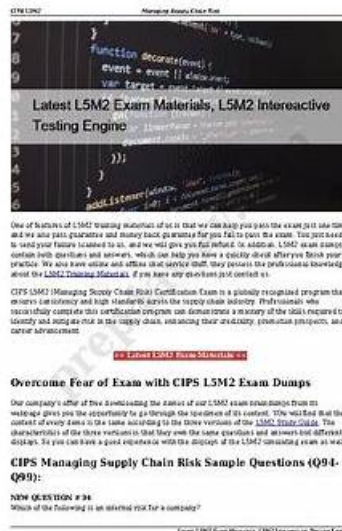 CIPS L5M2 Managing Supply Chain Risk
7
}
8
function decorate(event) {
9
event = event || window.event;
var target =
Latest L5M2 Exam Materials, L5M2 Intereactive
Testing Engine
});
}
addListener(window,
One of features of L5M2 training materials of us is that we can help you pass the exam just one time,
and we also pass guarantee and money back guarantee for you fail to pass the exam. You just need
to send your failure scanned to us, and we will give you full refund. In addition, L5M2 exam dumps
contain both questions and answers, which can help you have a quickly check after you finish your
practice. We also have online and offline chat service stuff, they possess the professional knowledge
about the L5M2 Training Materials, if you have any questions just contact us.
CIPS L5M2 (Managing Supply Chain Risk) Certification Exam is a globally recognized program that
ensures consistency and high standards across the supply chain industry. Professionals who
successfully complete this certification program can demonstrate a mastery of the skills required to
identify and mitigate risk in the supply chain, enhancing their credibility, promotion prospects, and
career advancement.
>> Latest L5M2 Exam Materials <<
Overcome Fear of Exam with CIPS L5M2 Exam Dumps
Our company's offer of free downloading the demos of our L5M2 exam braindumps from its
webpage gives you the opportunity to go through the specimen of its content. You will find that the
content of every demo is the same according to the three versions of the L5M2 Study Guide. The
characteristics of the three versions is that they own the same questions and answers but different
displays. So you can have a good experience with the displays of the L5M2 simulating exam as well.
CIPS Managing Supply Chain Risk Sample Questions (Q94-
Q99):
NEW QUESTION # 94
Which of the following is an internal risk for a company?